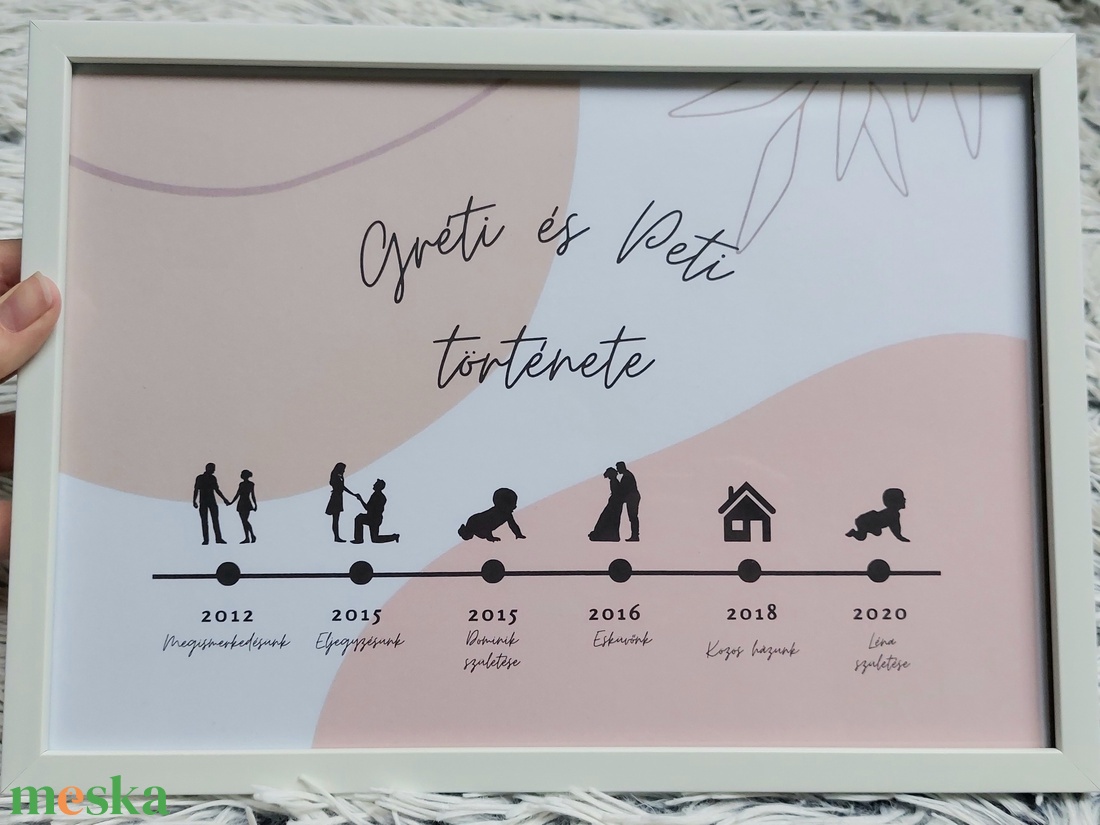 Gréti és Peti
története
2012 2015 2015 2016 2018 2020
Megismerkedésünk Eljegyzésunk Dominik születése Esküvőnk Közös házunk Léna születése
meska